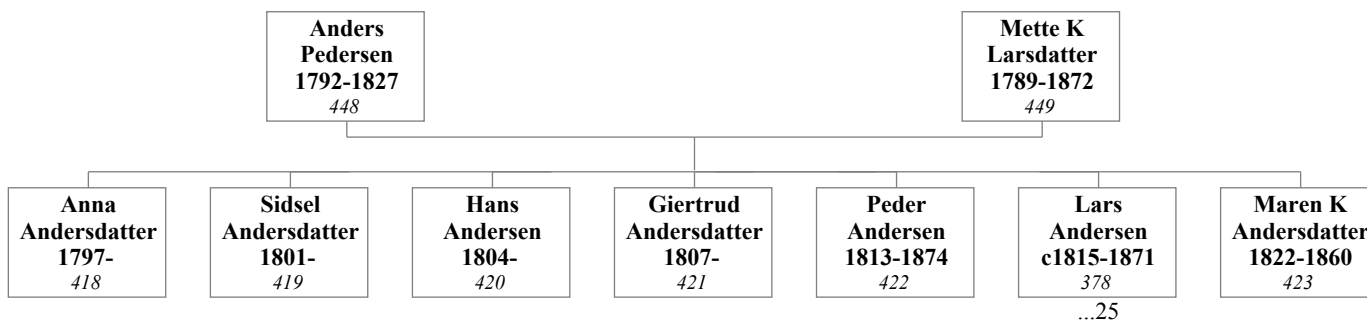 Anders
Pedersen
1792-1827
448
Mette K
Larsdatter
1789-1872
449
Anna
Andersdatter
1797-
418
Sidsel
Andersdatter
1801-
419
Hans
Andersen
1804-
420
Giertrud
Andersdatter
1807-
421
Peder
Andersen
1813-1874
422
Lars
Andersen
c1815-1871
378
...25
Maren K
Andersdatter
1822-1860
423